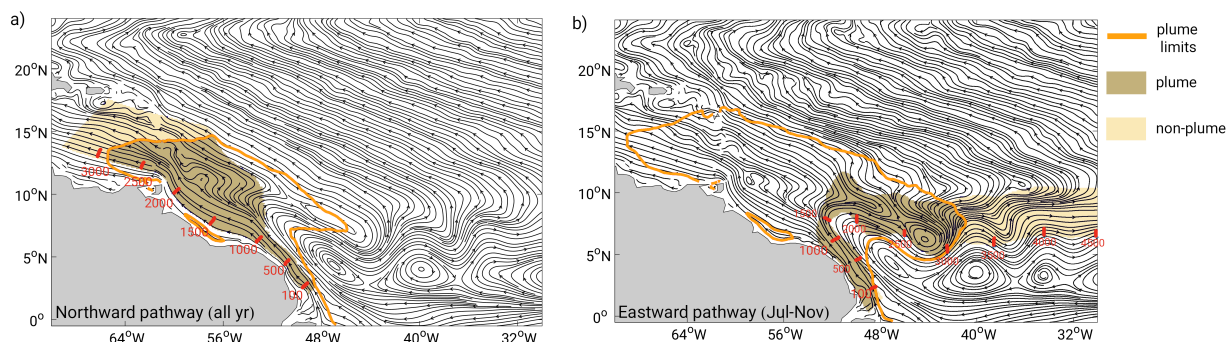 a)
20°N
15°N
10°N
5°N
0°
3000
2500
2000
1500
1000
500
100
Northward pathway (all yr)
64°W 56°W 48°W 40°W 32°W
b)
20°N
15°N
10°N
5°N
0°
1500
2000
2500
3000
3500
4000
4500
1000
500
100
Eastward pathway (Jul-Nov)
64°W 56°W 48°W 40°W 32°W
plume
limits
plume
non-plume